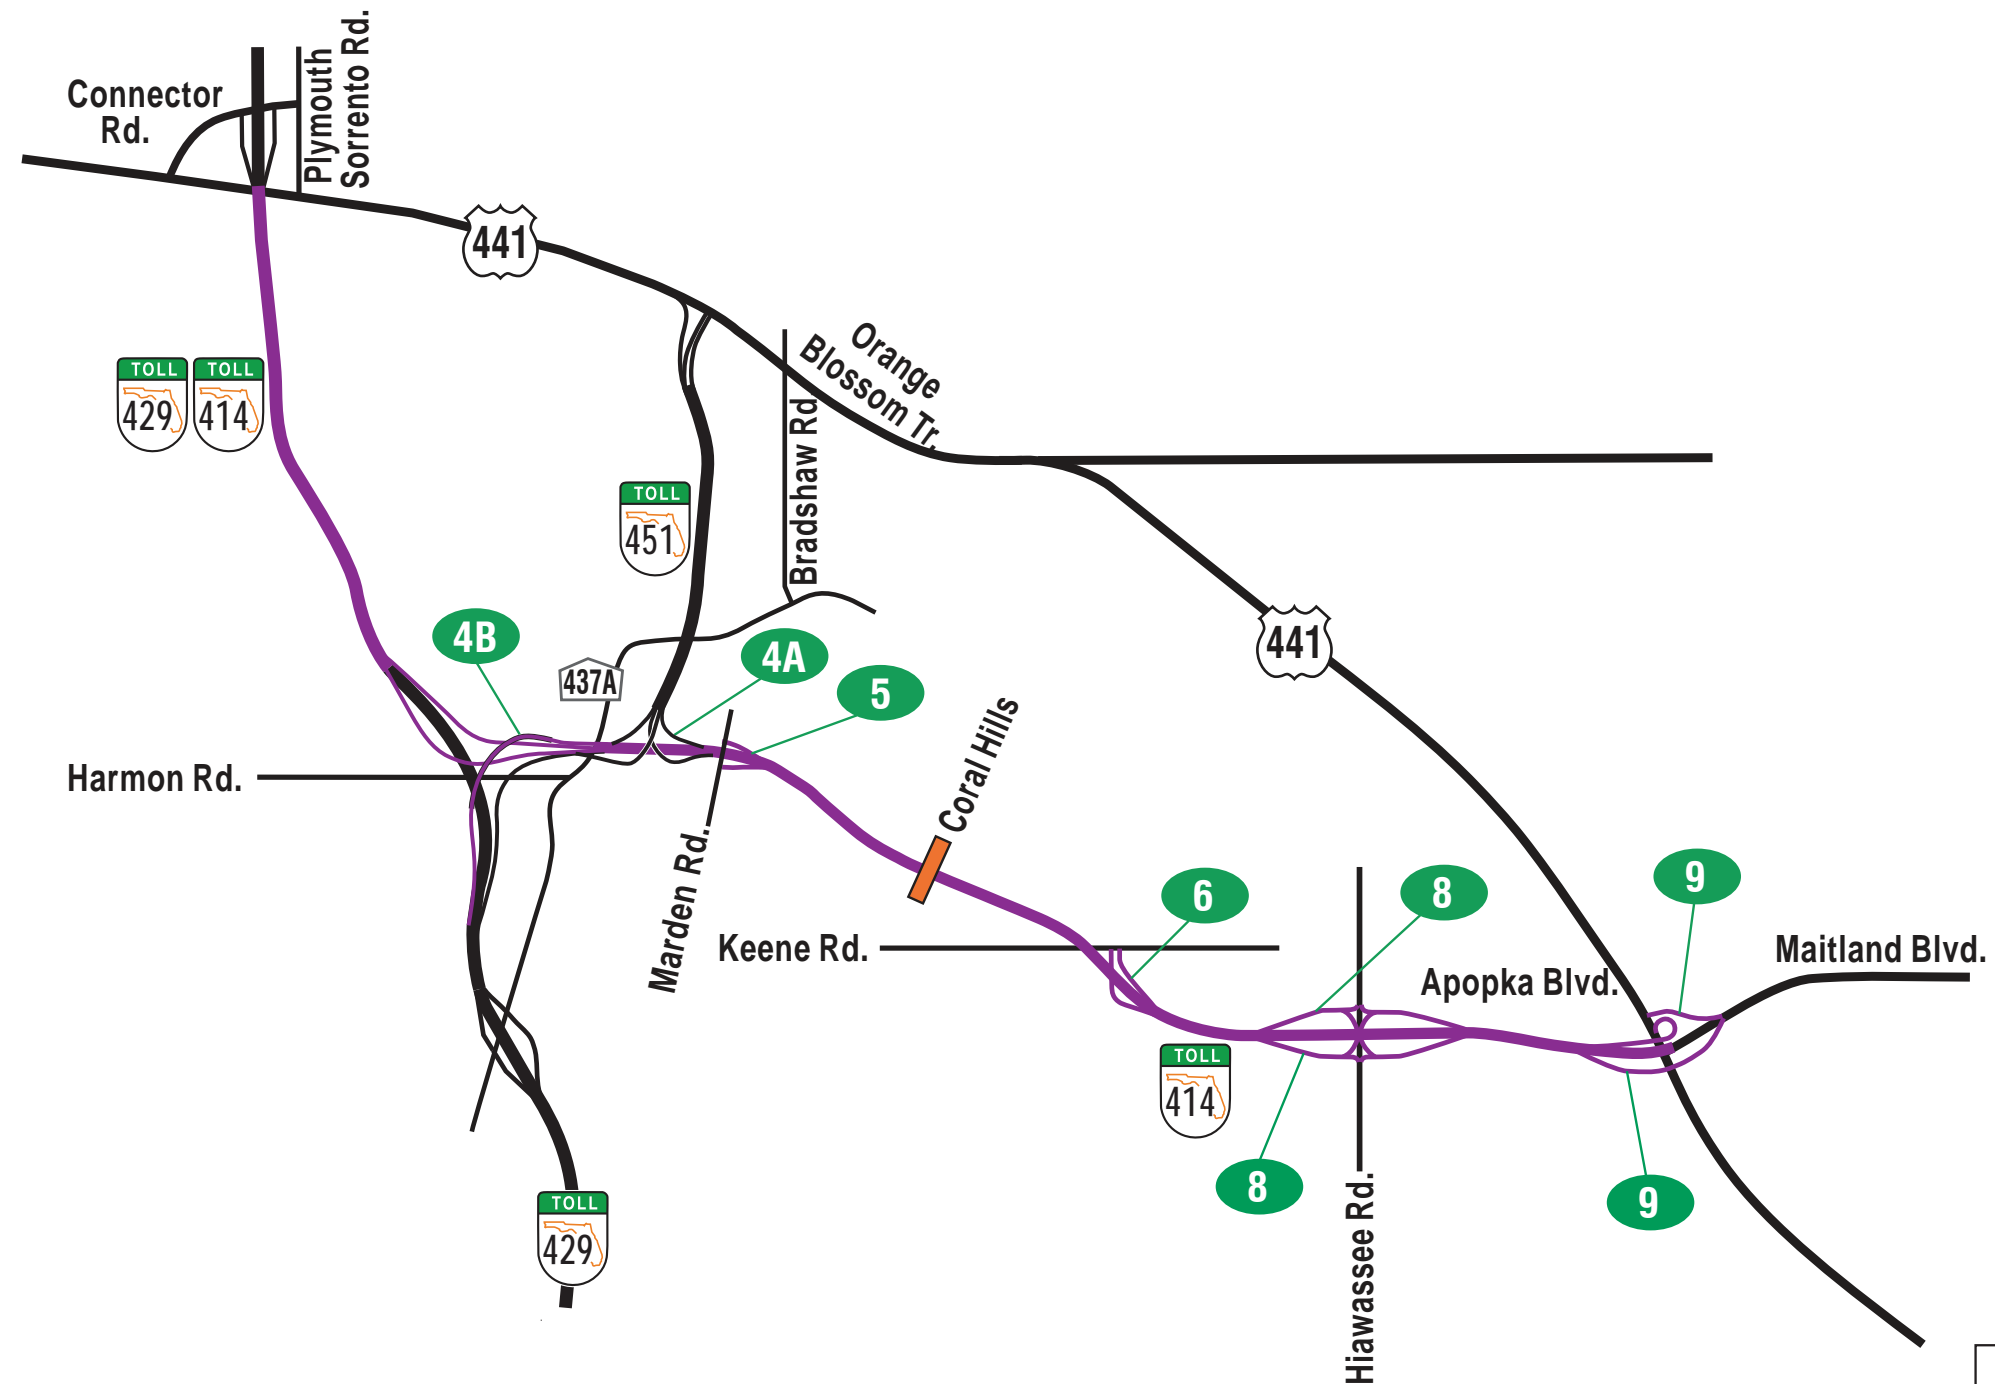 Connector
Rd.
Plymouth
Sorrento Rd.
441
TOLL
429
TOLL
414
Orange
Blossom Tr.
Bradshaw Rd.
TOLL
451
4B
437A
4A
5
441
Harmon Rd.
Coral Hills
Marden Rd.
6
8
9
Keene Rd.
Apopka Blvd.
Maitland Blvd.
TOLL
414
8
9
TOLL
429
Hiawassee Rd.